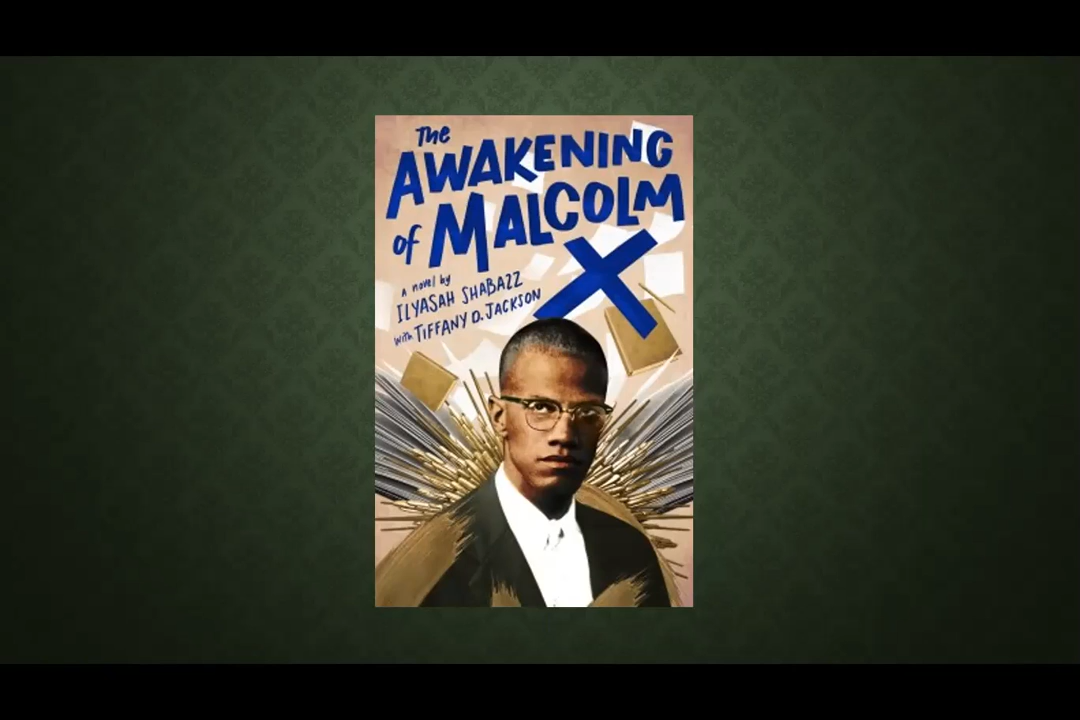 The
AWAKENING
of MALCOLM
X
a novel by
ILYASAH SHABAZZ
with TIFFANY D. JACKSON